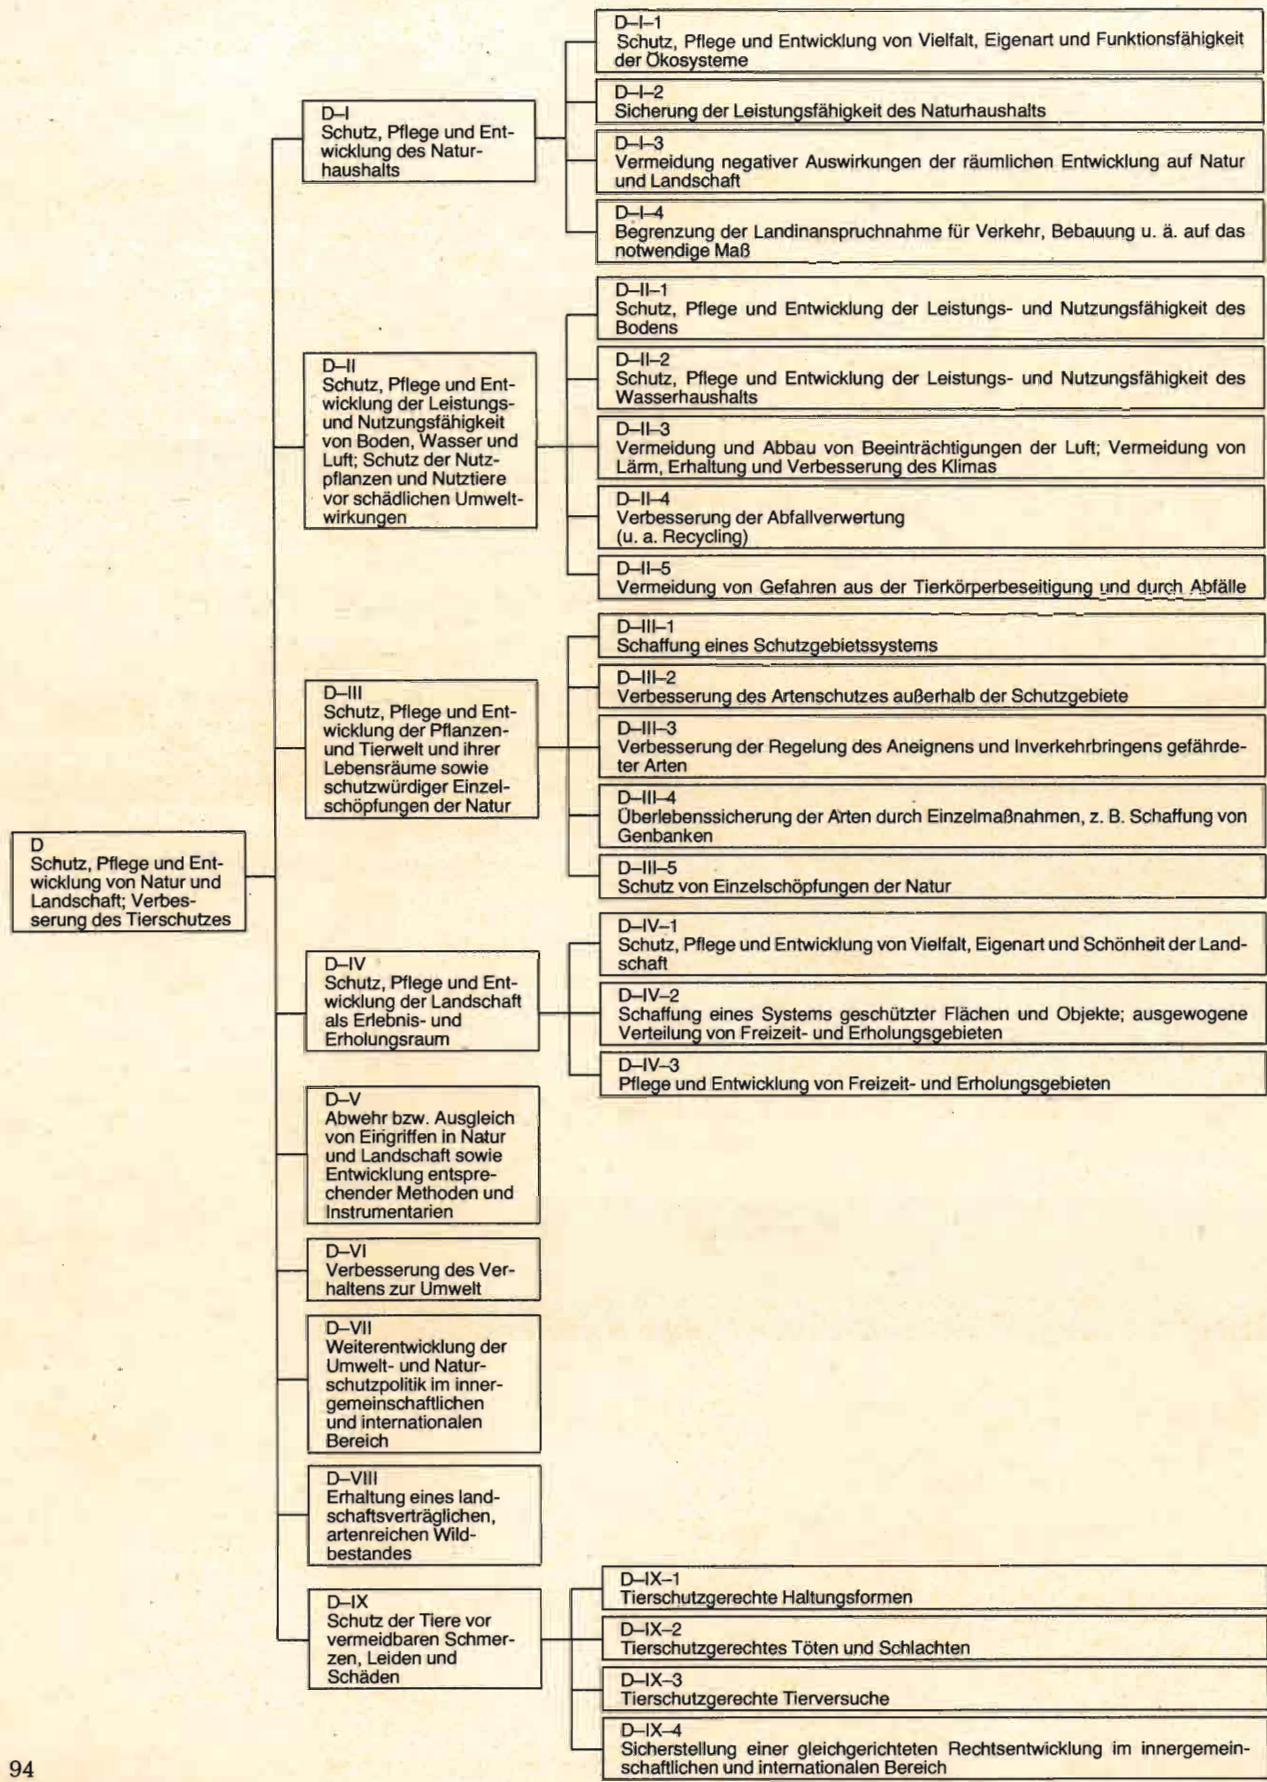 D–I–1
Schutz, Pflege und Entwicklung von Vielfalt, Eigenart und Funktionsfähigkeit
der Ökosysteme
D–I–2
Sicherung der Leistungsfähigkeit des Naturhaushalts
D–I
Schutz, Pflege und Ent-
wicklung des Natur-
haushalts
D–I–3
Vermeidung negativer Auswirkungen der räumlichen Entwicklung auf Natur
und Landschaft
D–I–4
Begrenzung der Landinanspruchnahme für Verkehr, Bebauung u. ä. auf das
notwendige Maß
D–II–1
Schutz, Pflege und Entwicklung der Leistungs- und Nutzungsfähigkeit des
Bodens
D–II
Schutz, Pflege und Ent-
wicklung der Leistungs-
und Nutzungsfähigkeit
von Boden, Wasser und
Luft; Schutz der Nutz-
pflanzen und Nutztiere
vor schädlichen Umwelt-
wirkungen
D–II–2
Schutz, Pflege und Entwicklung der Leistungs- und Nutzungsfähigkeit des
Wasserhaushalts
D–II–3
Vermeidung und Abbau von Beeinträchtigungen der Luft; Vermeidung von
Lärm, Erhaltung und Verbesserung des Klimas
D–II–4
Verbesserung der Abfallverwertung
(u. a. Recycling)
D–II–5
Vermeidung von Gefahren aus der Tierkörperbeseitigung und durch Abfälle
D–III–1
Schaffung eines Schutzgebietssystems
D–III–2
Verbesserung des Artenschutzes außerhalb der Schutzgebiete
D–III
Schutz, Pflege und Ent-
wicklung der Pflanzen-
und Tierwelt und ihrer
Lebensräume sowie
schutzwürdiger Einzel-
schöpfungen der Natur
D–III–3
Verbesserung der Regelung des Aneignens und Inverkehrbringens gefährde-
ter Arten
D–III–4
Überlebenssicherung der Arten durch Einzelmaßnahmen, z. B. Schaffung von
Genbanken
D–III–5
Schutz von Einzelschöpfungen der Natur
D
Schutz, Pflege und Ent-
wicklung von Natur und
Landschaft; Verbes-
serung des Tierschutzes
D–IV–1
Schutz, Pflege und Entwicklung von Vielfalt, Eigenart und Schönheit der Land-
schaft
D–IV
Schutz, Pflege und Ent-
wicklung der Landschaft
als Erlebnis- und
Erholungsraum
D–IV–2
Schaffung eines Systems geschützter Flächen und Objekte; ausgewogene
Verteilung von Freizeit- und Erholungsgebieten
D–IV–3
Pflege und Entwicklung von Freizeit- und Erholungsgebieten
D–V
Abwehr bzw. Ausgleich
von Eingriffen in Natur
und Landschaft sowie
Entwicklung entspre-
chender Methoden und
Instrumentarien
D–VI
Verbesserung des Ver-
haltens zur Umwelt
D–VII
Weiterentwicklung der
Umwelt- und Natur-
schutzpolitik im inner-
gemeinschaftlichen
und internationalen
Bereich
D–VIII
Erhaltung eines land-
schaftsverträglichen,
artenreichen Wild-
bestandes
D–IX
Schutz der Tiere vor
vermeidbaren Schmer-
zen, Leiden und
Schäden
D–IX–1
Tierschutzgerechte Haltungsformen
D–IX–2
Tierschutzgerechtes Töten und Schlachten
D–IX–3
Tierschutzgerechte Tierversuche
D–IX–4
Sicherstellung einer gleichgerichteten Rechtsentwicklung im innergemein-
schaftlichen und internationalen Bereich
94